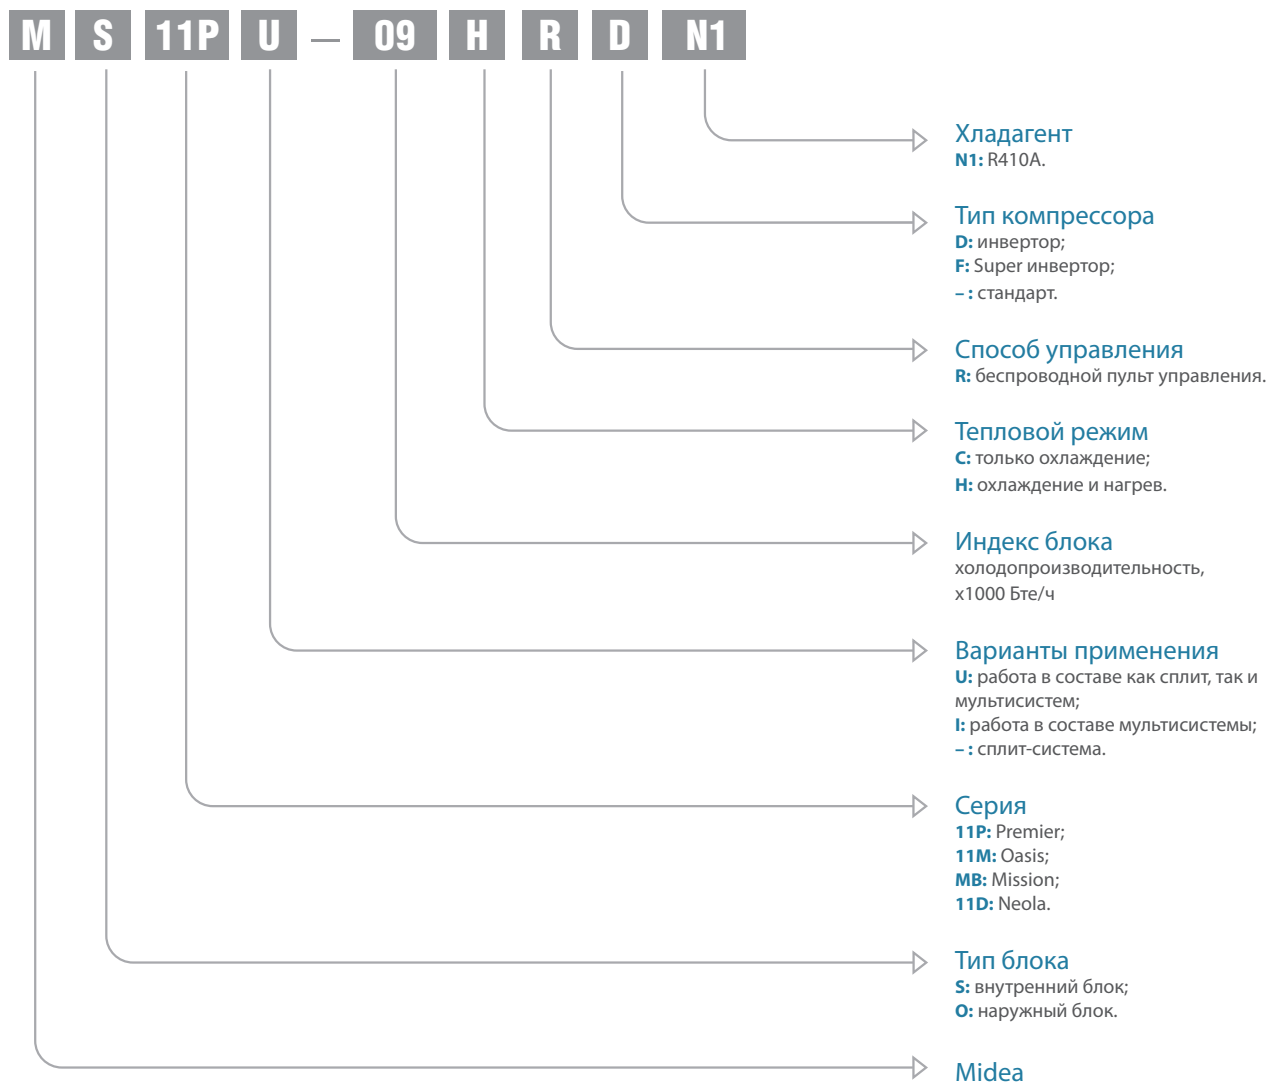 M S 11P U — 09 H R D N1
Хладагент
N1: R410A.
Тип компрессора
D: инвертор;
F: Super инвертор;
– : стандарт.
Способ управления
R: беспроводной пульт управления.
Тепловой режим
C: только охлаждение;
H: охлаждение и нагрев.
Индекс блока
холодопроизводительность,
х1000 Бте/ч
Варианты применения
U: работа в составе как сплит, так и
мультисистем;
I: работа в составе мультисистемы;
– : сплит-система.
Серия
11P: Premier;
11M: Oasis;
MB: Mission;
11D: Neola.
Тип блока
S: внутренний блок;
O: наружный блок.
Midea